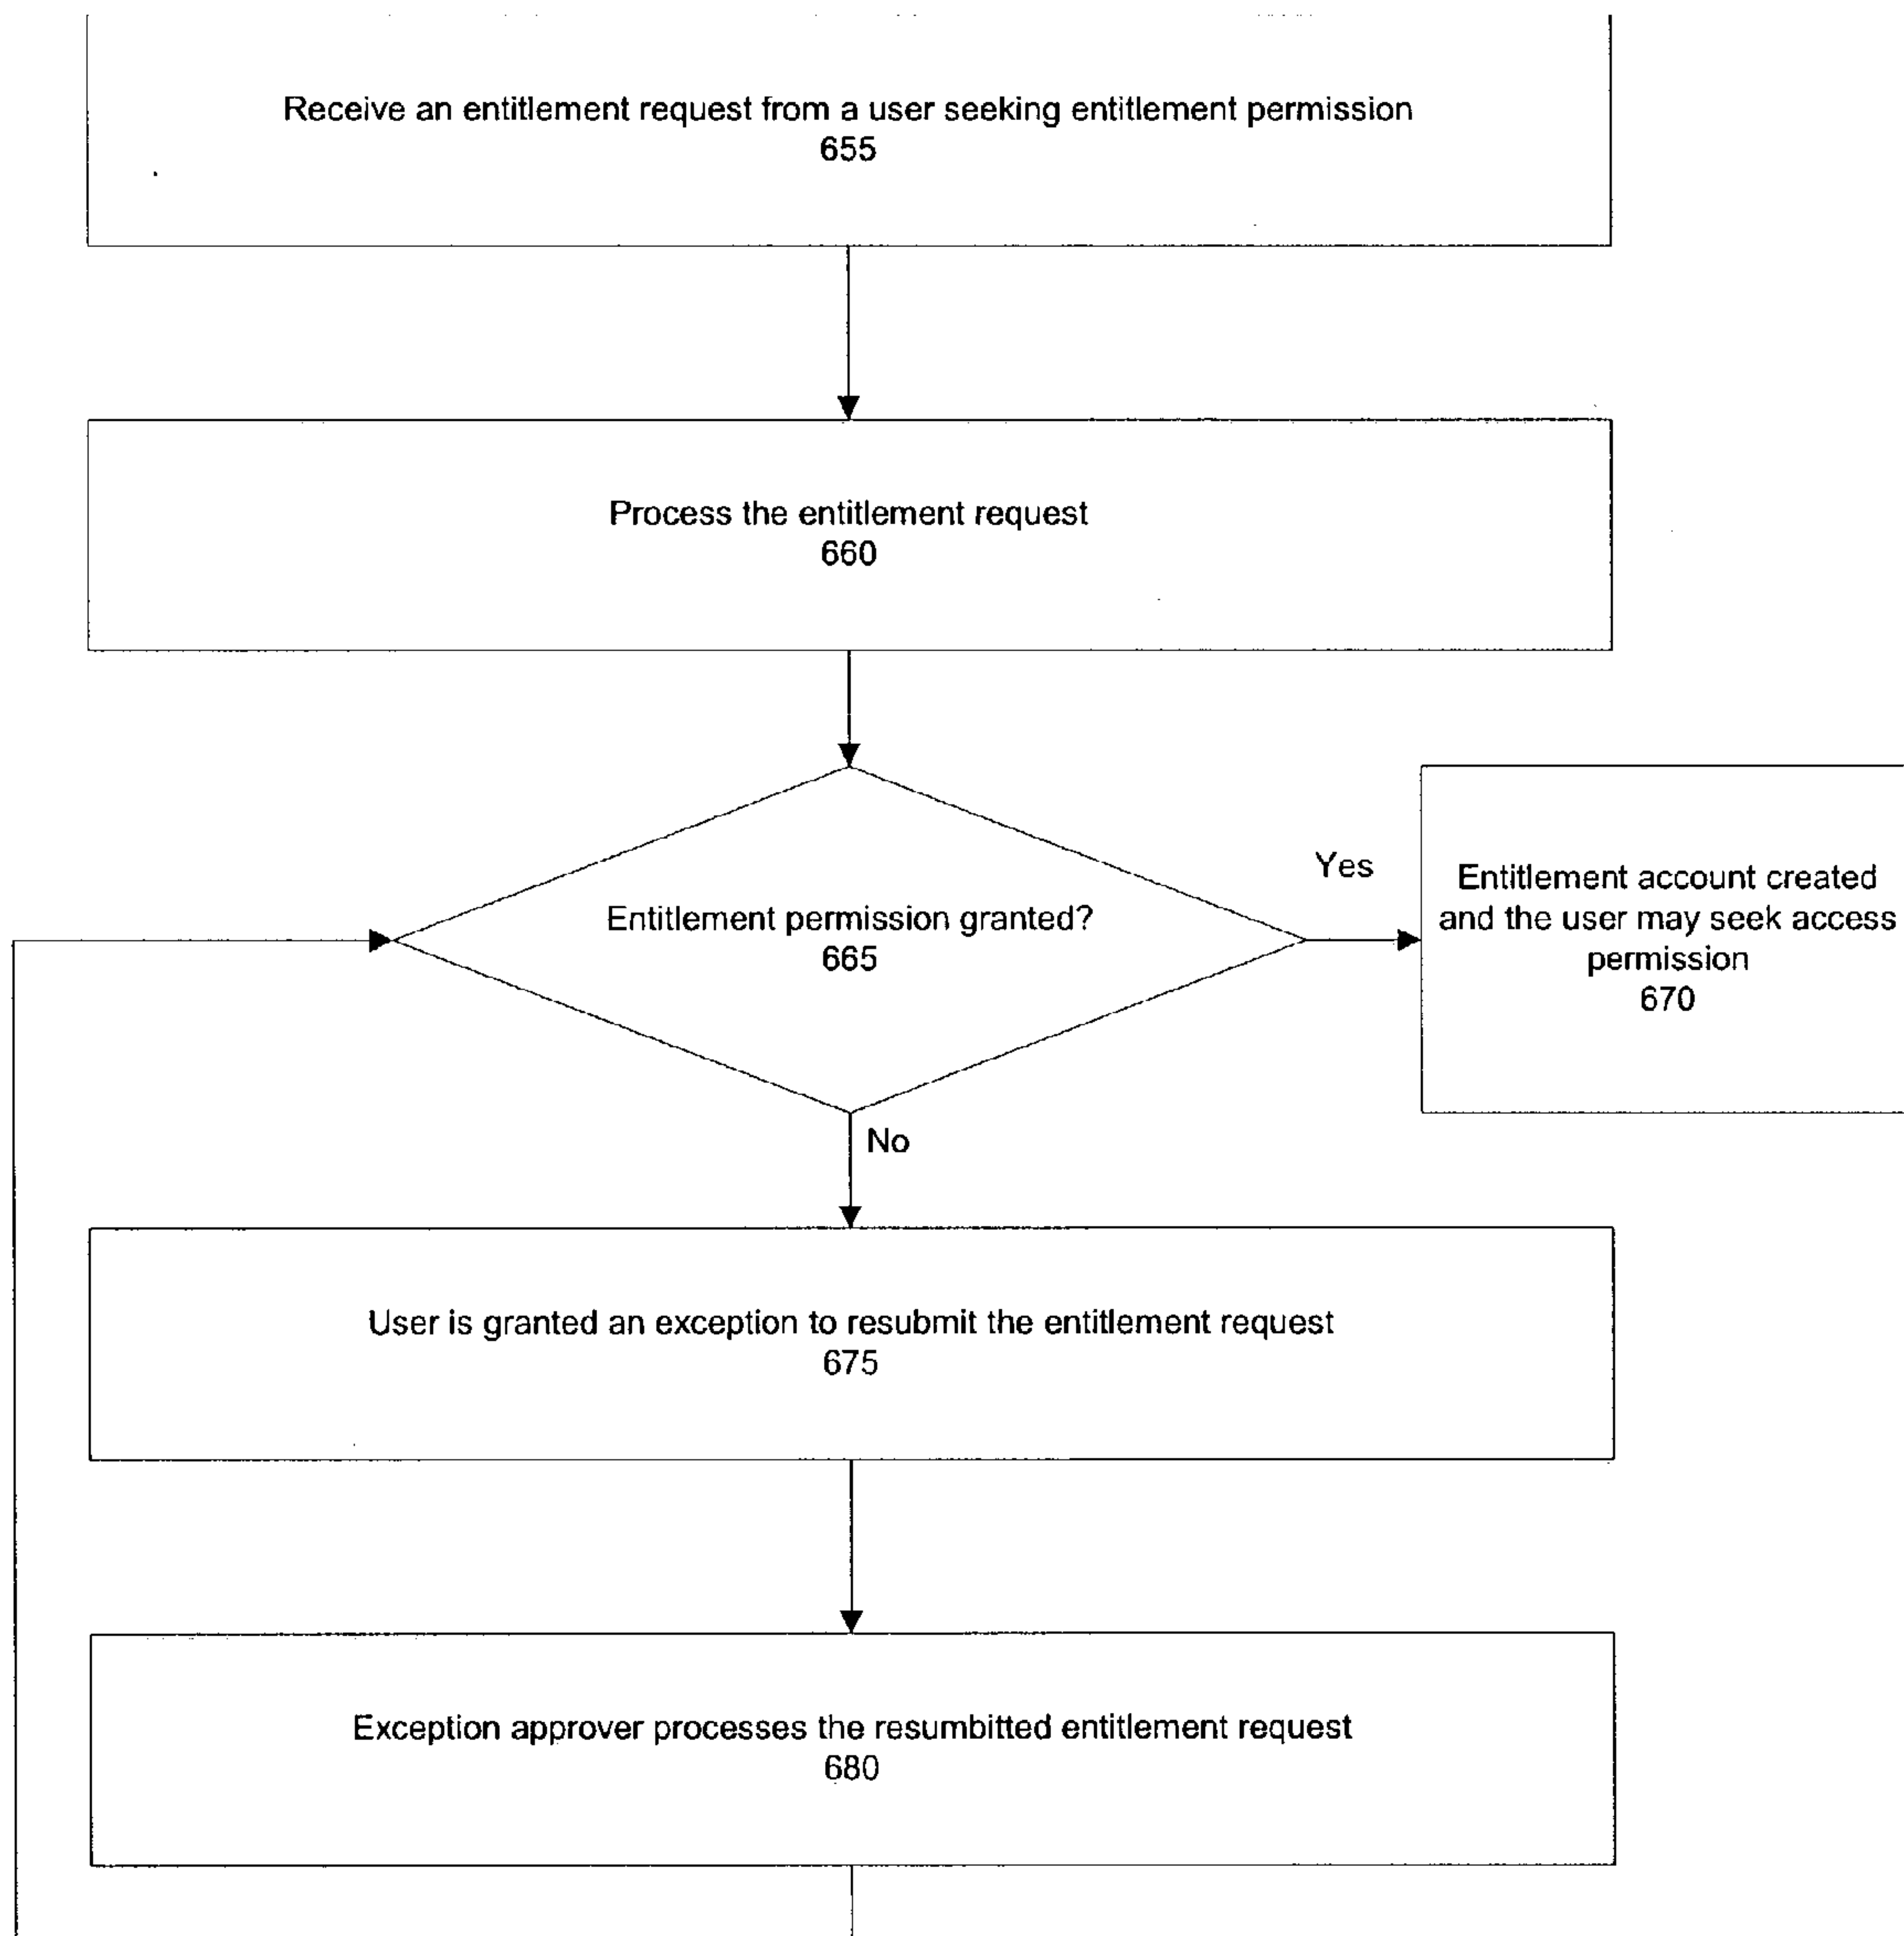 Receive an entitlement request from a user seeking entitlement permission
655
Process the entitlement request
660
Entitlement permission granted?
665
Yes
Entitlement account created
and the user may seek access
permission
670
No
User is granted an exception to resubmit the entitlement request
675
Exception approver processes the resumbitted entitlement request
680